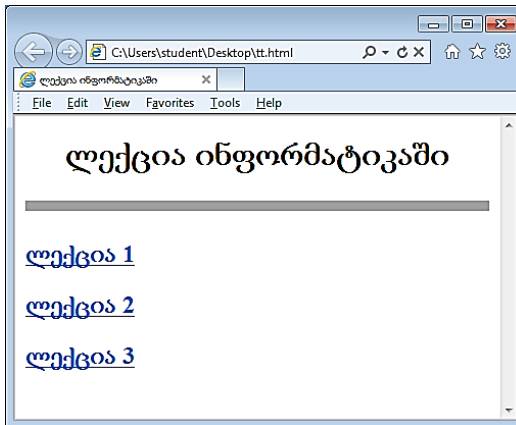 C:\Users\student\Desktop\tt.html
ლექცია ინფორმატიკაში
File Edit View Favorites Tools Help
ლექცია ინფორმატიკაში
ლექცია 1
ლექცია 2
ლექცია 3